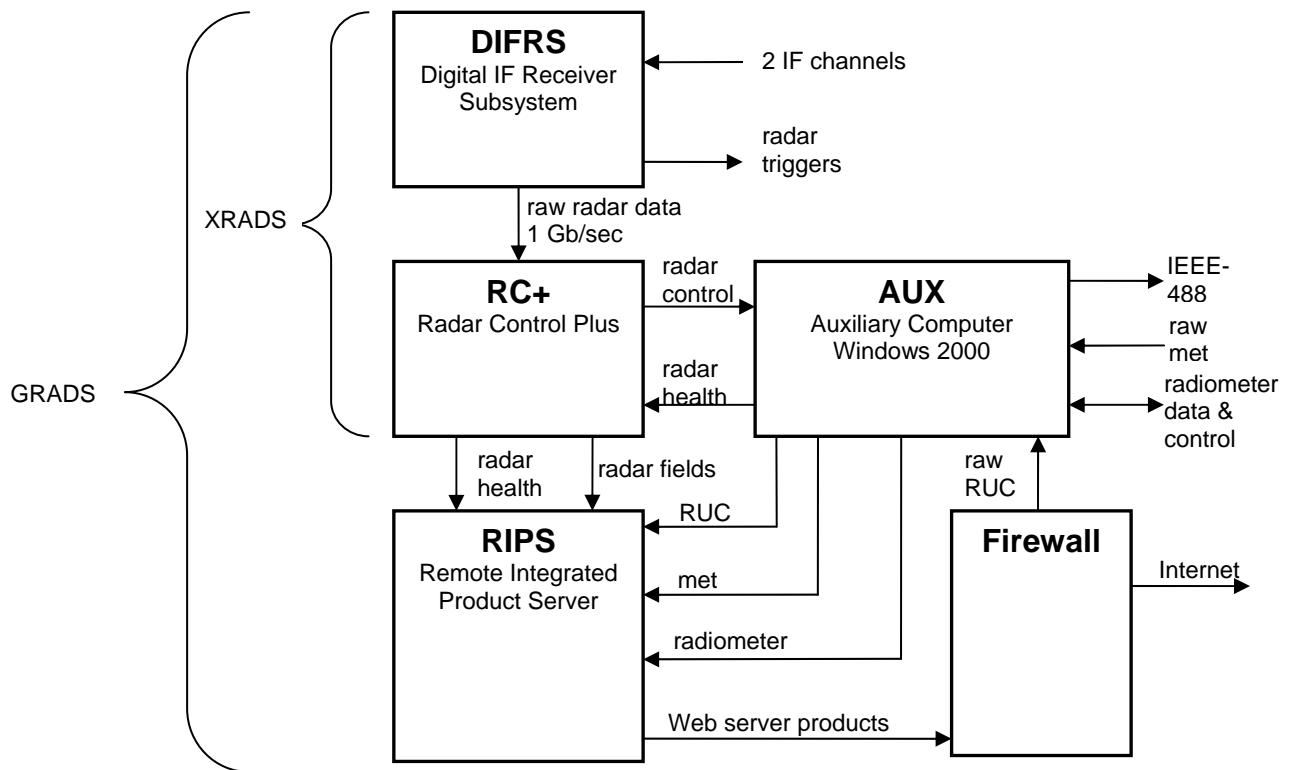 DIFRS
Digital IF Receiver
Subsystem
2 IF channels
radar
triggers
raw radar data
1 Gb/sec
XRADS
GRADS
RC+
Radar Control Plus
radar
control
radar
health
AUX
Auxiliary Computer
Windows 2000
IEEE-
488
raw
met
radiometer
data &
control
radar
health
radar fields
raw
RUC
RIPS
Remote Integrated
Product Server
RUC
met
radiometer
Web server products
Firewall
Internet